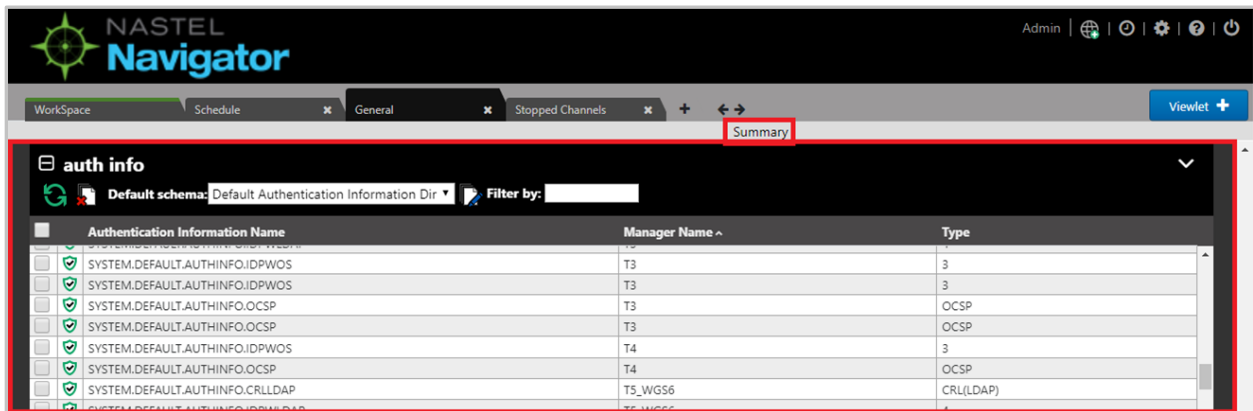 NASTEL
Navigator
Admin
WorkSpace
Schedule
General
Stopped Channels
Viewlet
Summary
auth info
Default schema: Default Authentication Information Dir
Filter by:
Authentication Information Name Manager Name Type
SYSTEM.DEFAULT.AUTHINFO.IDPWOS T3 3
SYSTEM.DEFAULT.AUTHINFO.IDPWOS T3 3
SYSTEM.DEFAULT.AUTHINFO.OCSP T3 OCSP
SYSTEM.DEFAULT.AUTHINFO.OCSP T3 OCSP
SYSTEM.DEFAULT.AUTHINFO.IDPWOS T4 3
SYSTEM.DEFAULT.AUTHINFO.OCSP T4 OCSP
SYSTEM.DEFAULT.AUTHINFO.CRLLDAP T5_WGS6 CRL(LDAP)